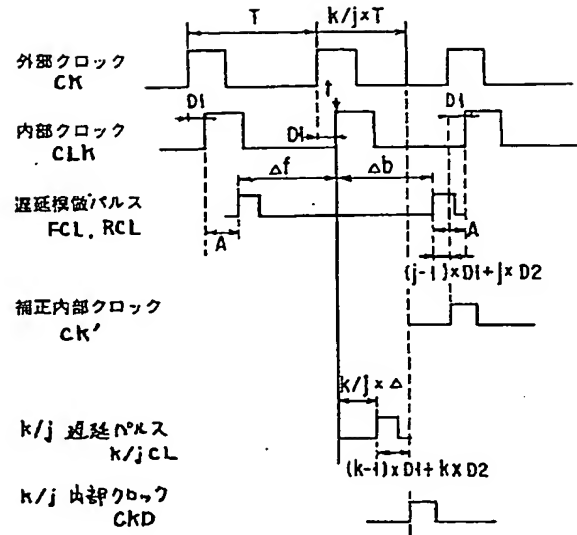 T
k/j×T
外部クロック
CK
D1
D1
t
内部クロック
CLK
D1
Δf
Δb
遅延模倣パルス
FCL, RCL
A
A
(j-1)×D1+j×D2
補正内部クロック
CK'
k/j×Δ
k/j 遅延パルス
k/jCL
(k-1)×D1+k×D2
k/j 内部クロック
CKD